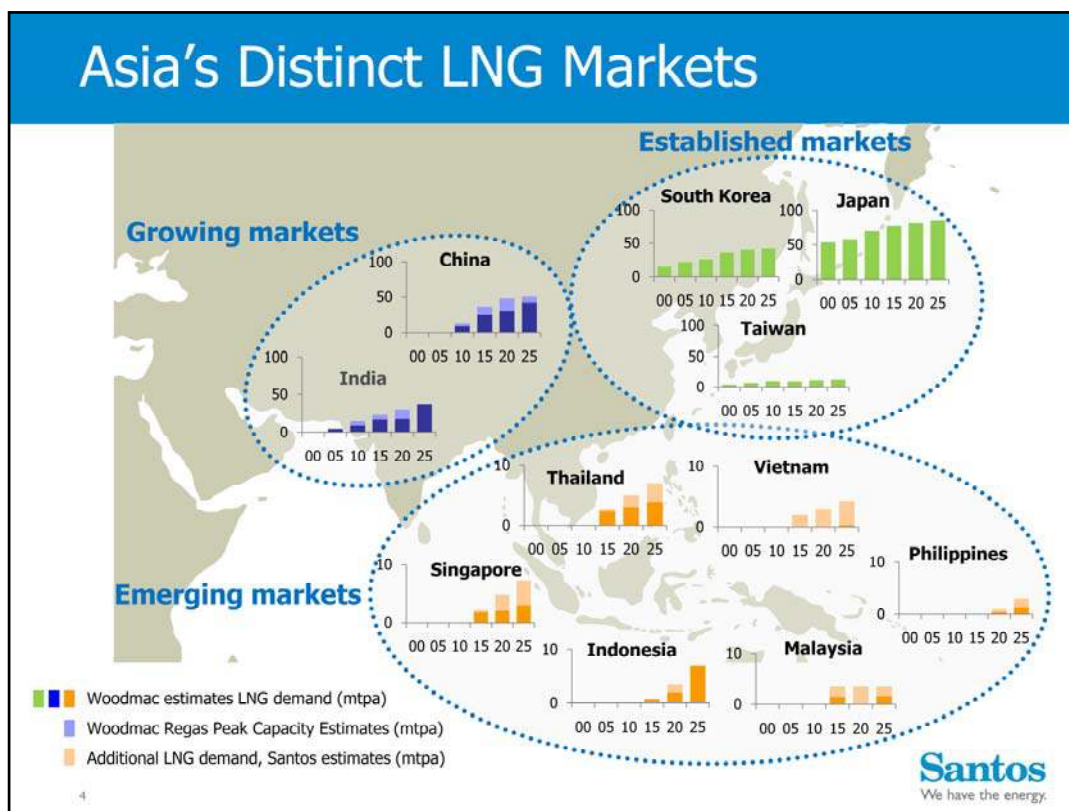 Asia's Distinct LNG Markets
Established markets
South Korea
100
50
0
00 05 10 15 20 25
Japan
100
50
0
00 05 10 15 20 25
Growing markets
China
100
50
0
00 05 10 15 20 25
Taiwan
100
50
0
00 05 10 15 20 25
India
100
50
0
00 05 10 15 20 25
Emerging markets
Thailand
10
0
00 05 10 15 20 25
Vietnam
10
0
00 05 10 15 20 25
Singapore
10
0
00 05 10 15 20 25
Philippines
10
0
00 05 10 15 20 25
Indonesia
10
0
00 05 10 15 20 25
Malaysia
10
0
00 05 10 15 20 25
Woodmac estimates LNG demand (mtpa)
Woodmac Regas Peak Capacity Estimates (mtpa)
Additional LNG demand, Santos estimates (mtpa)
4
Santos
We have the energy.